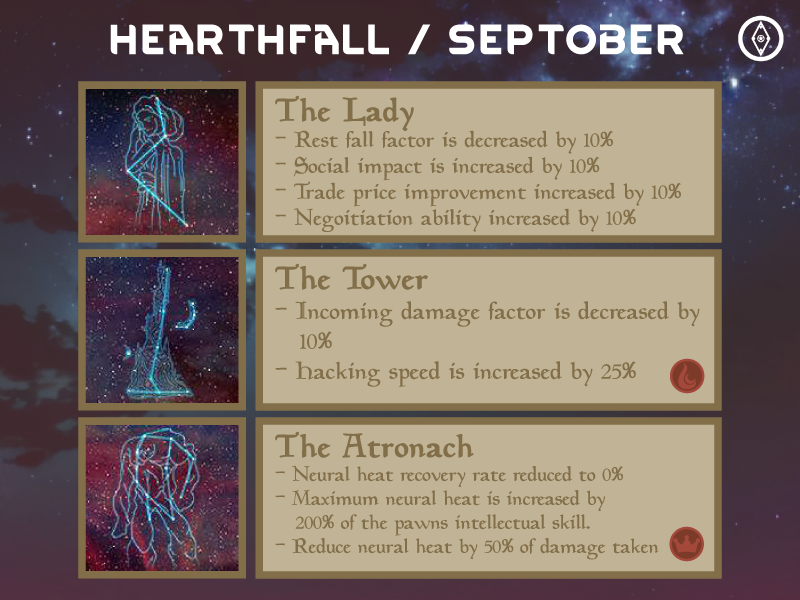 HEARTHFALL / SEPTOBER
The Lady
- Rest fall factor is decreased by 10%
- Social impact is increased by 10%
- Trade price improvement increased by 10%
- Negoitiation ability increased by 10%
The Tower
- Incoming damage factor is decreased by
10%
- Hacking speed is increased by 25%
The Atronach
- Neural heat recovery rate reduced to 0%
- Maximum neural heat is increased by
200% of the pawns intellectual skill.
- Reduce neural heat by 50% of damage taken